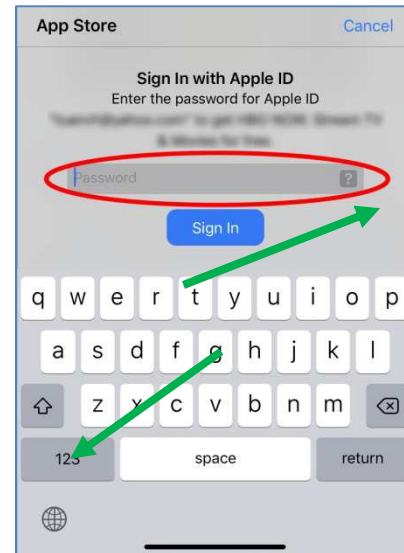 App Store
Cancel
Sign In with Apple ID
Enter the password for Apple ID
Password
?
Sign In
q w e r t y u i o p
a s d f g h j k l
z x c v b n m
123 space return